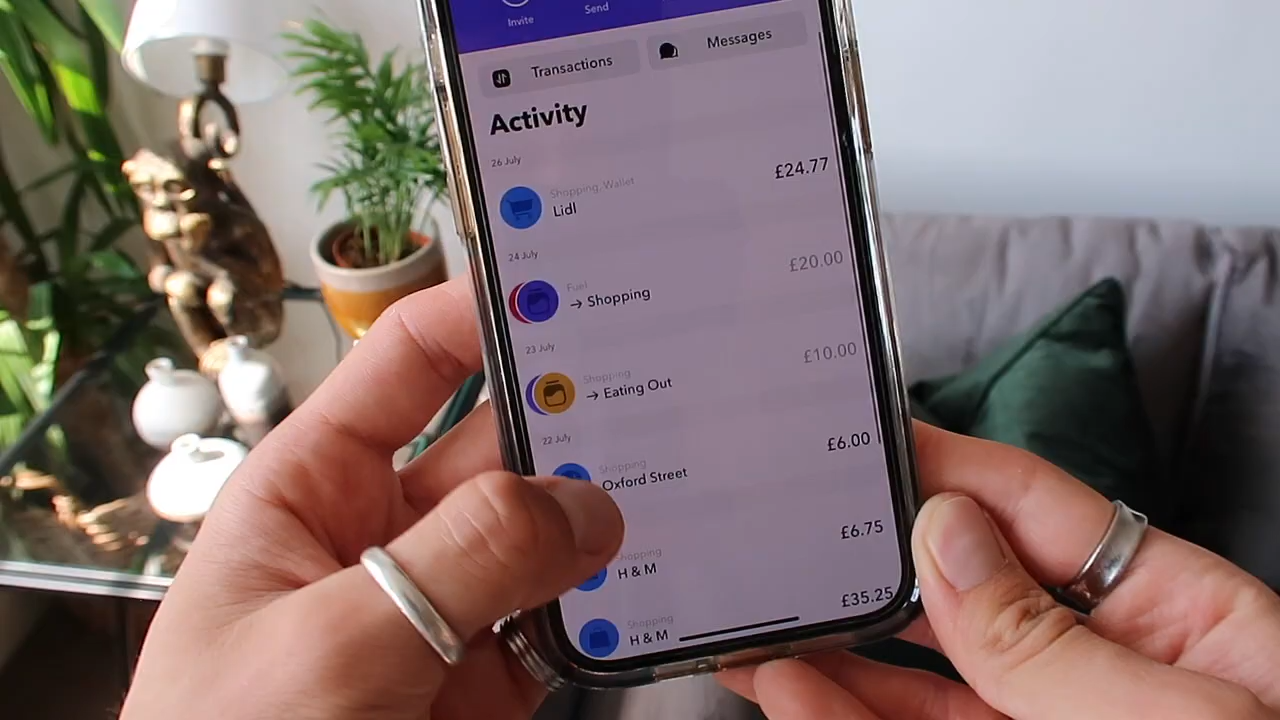 Invite Send
Transactions Messages
Activity
26 July
Shopping, Wallet £24.77
Lidl
24 July
Fuel £20.00
→ Shopping
23 July
Shopping £10.00
→ Eating Out
22 July
Shopping £6.00
Oxford Street
Shopping £6.75
H & M
Shopping £35.25
H & M